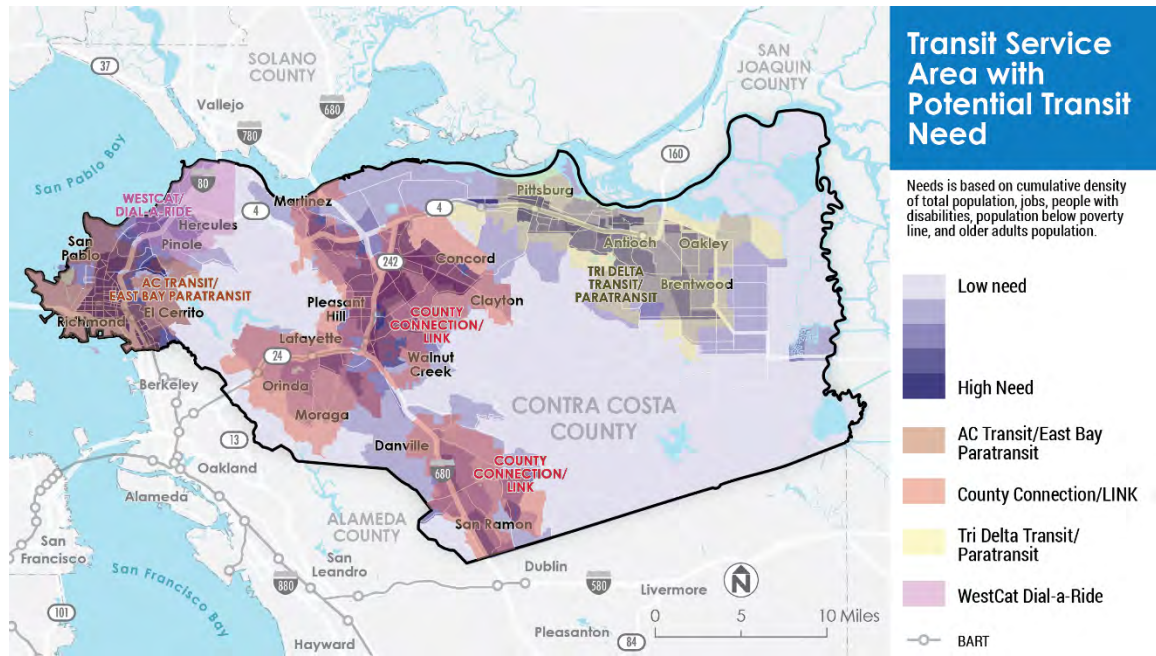 Transit Service
Area with
Potential Transit
Need
Needs is based on cumulative density
of total population, jobs, people with
disabilities, population below poverty
line, and older adults population.
Low need
High Need
AC Transit/East Bay
Paratransit
County Connection/LINK
Tri Delta Transit/
Paratransit
WestCat Dial-a-Ride
BART
SOLANO
COUNTY
SAN
JOAQUIN
COUNTY
37
680
Vallejo
780
San Pablo Bay
160
80
WESTCAT/
DIAL-A-RIDE
4
Martinez
4
Pittsburg
Hercules
San
Pablo
Pinole
Antioch
Oakley
242
Concord
AC TRANSIT/
EAST BAY PARATRANSIT
TRI DELTA
TRANSIT/
PARATRANSIT
Brentwood
Richmond
El Cerrito
Pleasant
Hill
Clayton
COUNTY
CONNECTION/
LINK
Lafayette
24
Walnut
Creek
Orinda
Berkeley
Moraga
CONTRA COSTA
COUNTY
13
Danville
Oakland
680
COUNTY
CONNECTION/
LINK
Alameda
ALAMEDA
COUNTY
San Ramon
San
Francisco
San
Leandro
Dublin
880
580
Livermore
N
San Francisco Bay
101
0
5
10 Miles
Hayward
Pleasanton
84